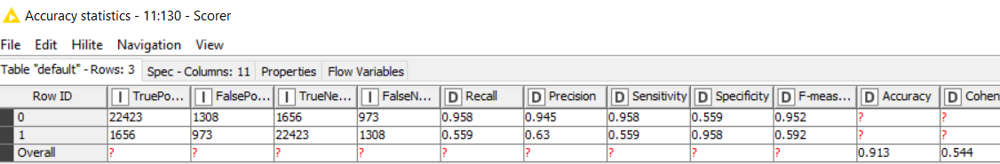 Accuracy statistics - 11:130 - Scorer
File Edit Hilite Navigation View
Table "default" - Rows: 3 Spec - Columns: 11 Properties Flow Variables
Row ID I TruePo... I FalsePo... I TrueNe... I FalseN... D Recall D Precision D Sensitivity D Specificity D F-meas... D Accuracy D Cohen
0 22423 1308 1656 973 0.958 0.945 0.958 0.559 0.952 ? ?
1 1656 973 22423 1308 0.559 0.63 0.559 0.958 0.592 ? ?
Overall ? ? ? ? ? ? ? ? ? 0.913 0.544